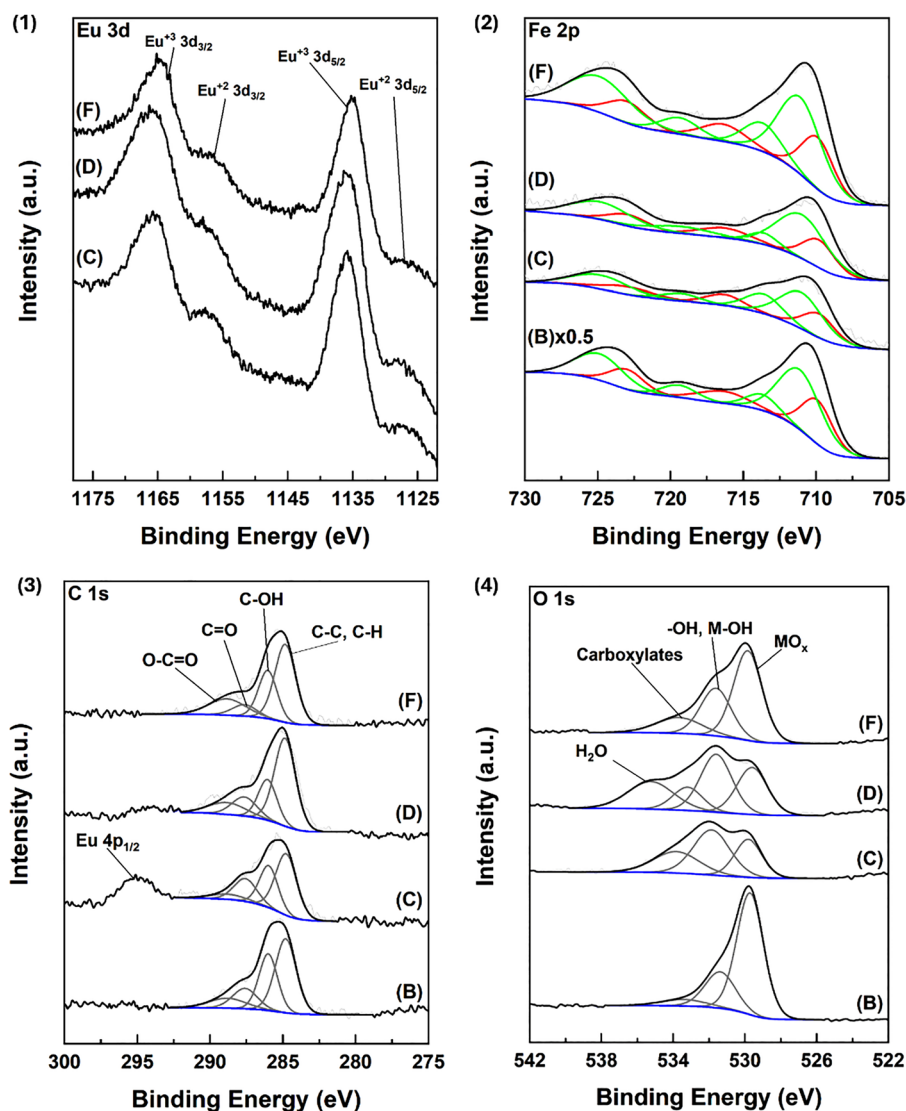 (1)
Eu 3d
Eu+3 3d3/2
Eu+2 3d3/2
Eu+3 3d5/2
Eu+2 3d5/2
(F)
(D)
(C)
Intensity (a.u.)
1175 1165 1155 1145 1135 1125
Binding Energy (eV)
(2)
Fe 2p
(F)
(D)
(C)
(B)x0.5
Intensity (a.u.)
730 725 720 715 710 705
Binding Energy (eV)
(3)
C 1s
C-OH
C=O
C-C, C-H
O-C=O
(F)
(D)
Eu 4p1/2
(C)
(B)
Intensity (a.u.)
300 295 290 285 280 275
Binding Energy (eV)
(4)
O 1s
-OH, M-OH
MOx
Carboxylates
(F)
H2O
(D)
(C)
(B)
Intensity (a.u.)
542 538 534 530 526 522
Binding Energy (eV)